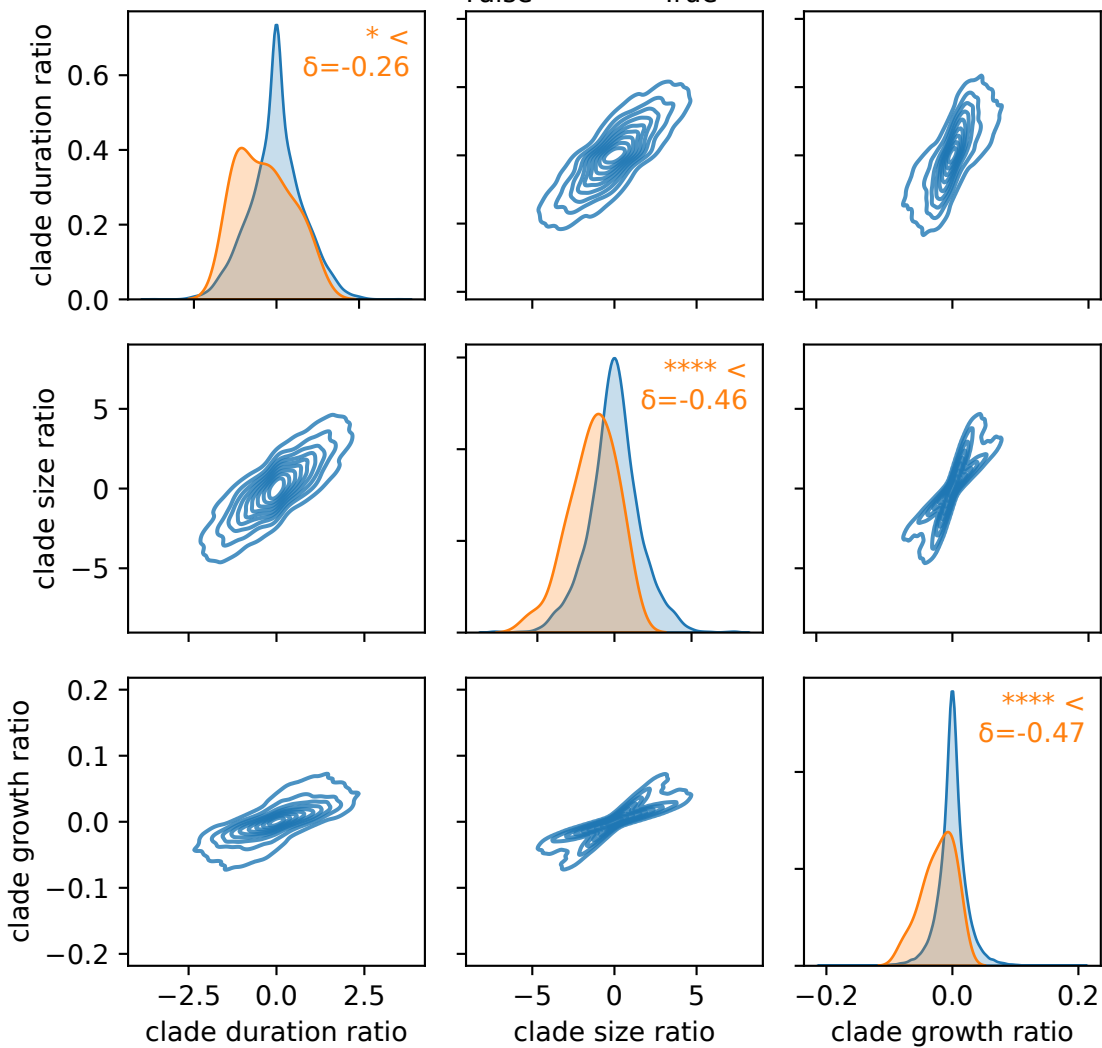 clade duration ratio
0.6
0.4
0.2
0.0
* <
δ=-0.26
clade size ratio
5
0
−5
**** <
δ=-0.46
clade growth ratio
0.2
0.1
0.0
−0.1
−0.2
**** <
δ=-0.47
−2.5 0.0 2.5
−5 0 5
−0.2 0.0 0.2
clade duration ratio
clade size ratio
clade growth ratio